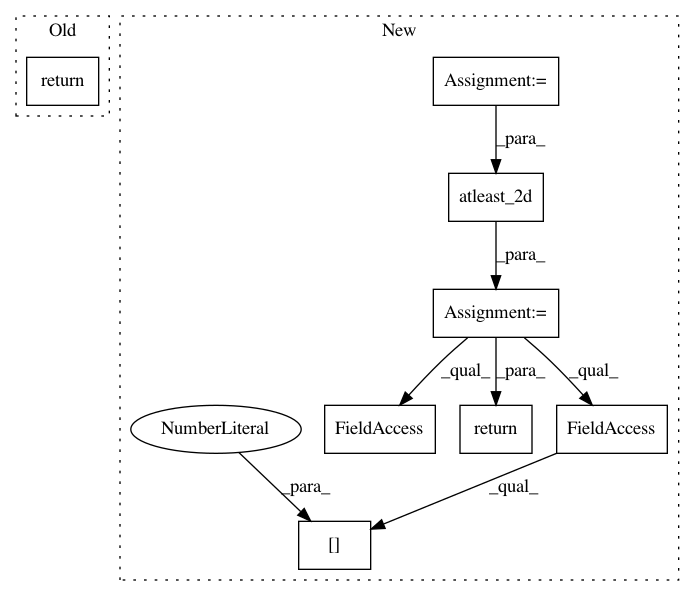 Old
New
return
Assignment:=
_para_
atleast_2d
_para_
Assignment:=
_qual_
_para_
_qual_
NumberLiteral
FieldAccess
return
FieldAccess
_para_
_qual_
[]